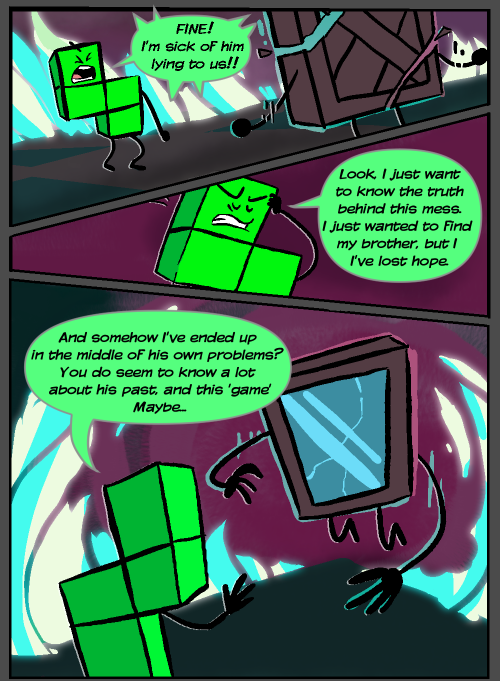 FINE!
I'm sick of him
lying to us!!
Look, I just want
to know the truth
behind this mess.
I just wanted to find
my brother, but I
I've lost hope.
And somehow I've ended up
in the middle of his own problems?
You do seem to know a lot
about his past, and this 'game'
Maybe...